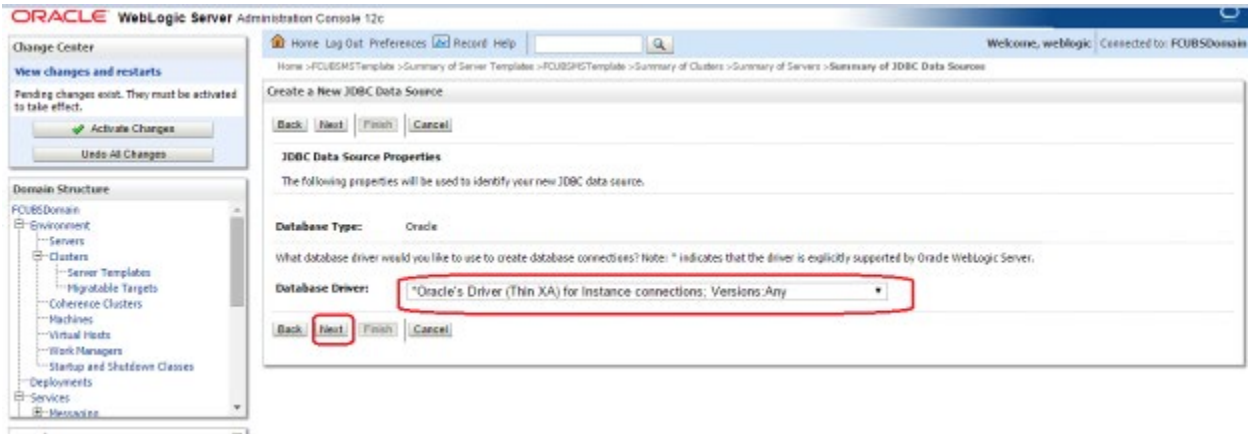 ORACLE WebLogic Server Administration Console 12c
Change Center
View changes and restarts
Pending changes exist. They must be activated
to take effect.
Activate Changes
Undo All Changes
Domain Structure
FCUBSDomain
Environment
Servers
Clusters
Server Templates
Migratable Targets
Coherence Clusters
Machines
Virtual Hosts
Work Managers
Startup and Shutdown Classes
Deployments
Services
Messaging
Home Log Out Preferences Record Help
Welcome, weblogic Connected to: FCUBSDomain
Home >FCUBSMSTemplate >Summary of Server Templates >FCUBSMSTemplate >Summary of Clusters >Summary of Servers >Summary of JDBC Data Sources
Create a New JDBC Data Source
Back Next Finish Cancel
JDBC Data Source Properties
The following properties will be used to identify your new JDBC data source.
Database Type: Oracle
What database driver would you like to use to create database connections? Note: * indicates that the driver is explicitly supported by Oracle WebLogic Server.
Database Driver: *Oracle's Driver (Thin XA) for Instance connections; Versions:Any
Back Next Finish Cancel